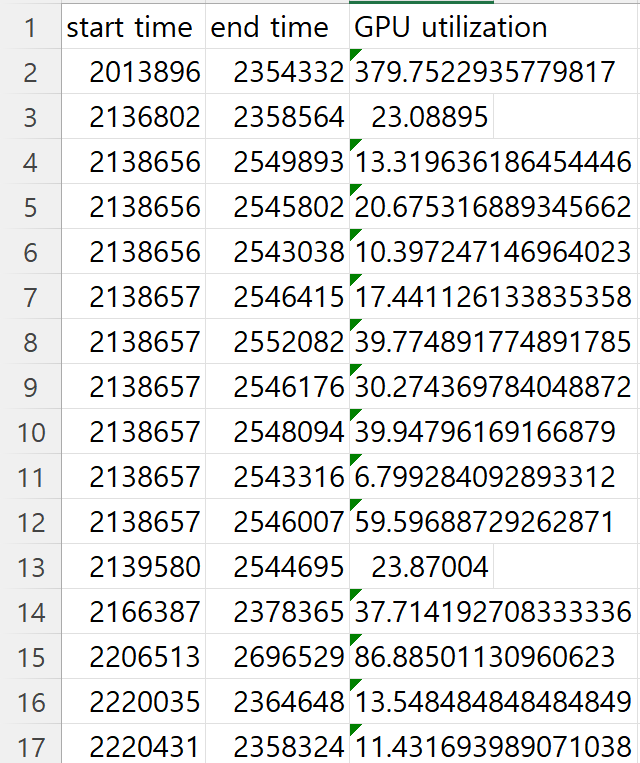 1 start time end time GPU utilization
2 2013896 2354332 379.7522935779817
3 2136802 2358564 23.08895
4 2138656 2549893 13.319636186454446
5 2138656 2545802 20.675316889345662
6 2138656 2543038 10.397247146964023
7 2138657 2546415 17.441126133835358
8 2138657 2552082 39.774891774891785
9 2138657 2546176 30.274369784048872
10 2138657 2548094 39.94796169166879
11 2138657 2543316 6.799284092893312
12 2138657 2546007 59.59688729262871
13 2139580 2544695 23.87004
14 2166387 2378365 37.714192708333336
15 2206513 2696529 86.88501130960623
16 2220035 2364648 13.548484848484849
17 2220431 2358324 11.431693989071038